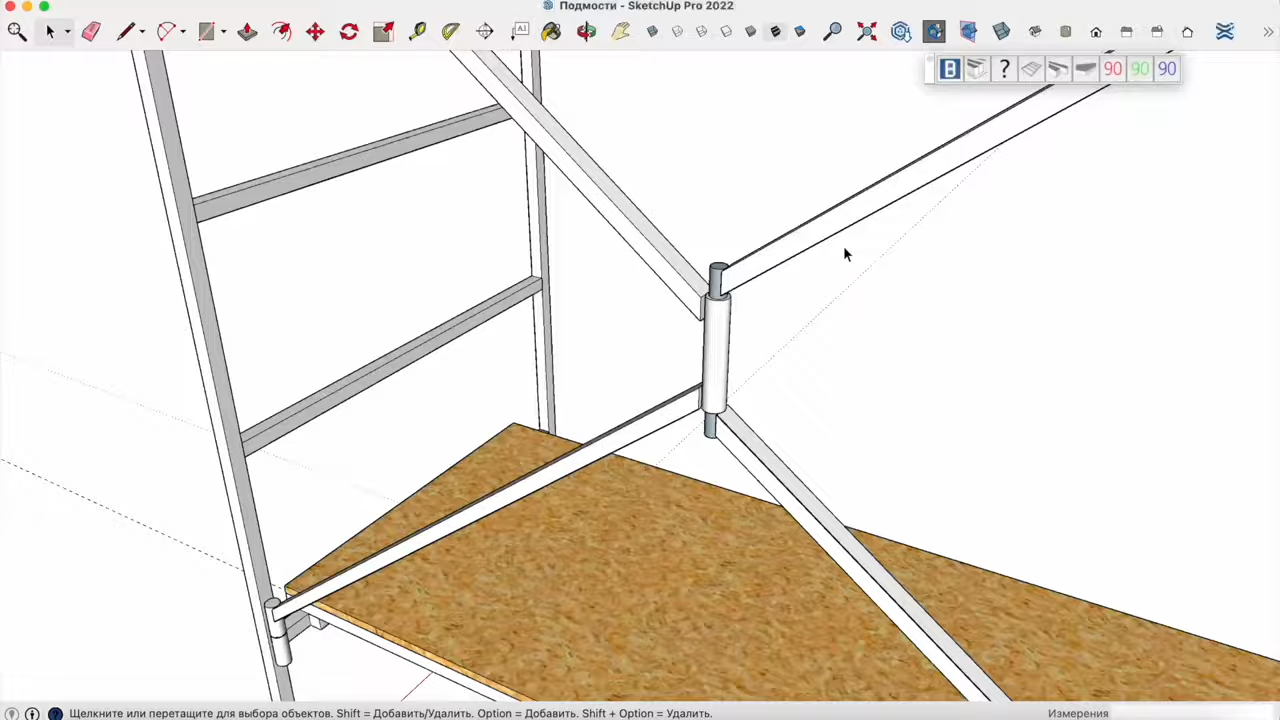 Подмости - SketchUp Pro 2022
A1
B ? 90 90 90
Щелкните или перетащите для выбора объектов. Shift = Добавить/Удалить. Option = Добавить. Shift + Option = Удалить.
Измерения